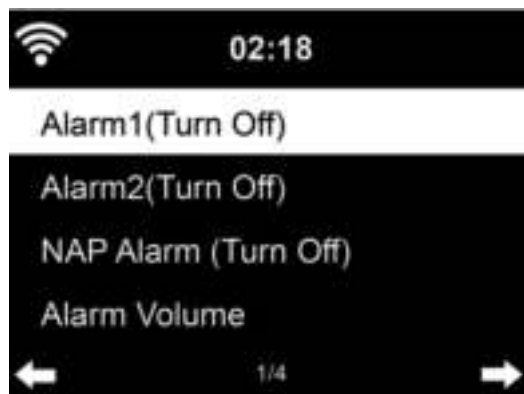 02:18
Alarm1(Turn Off)
Alarm2(Turn Off)
NAP Alarm (Turn Off)
Alarm Volume
1/4